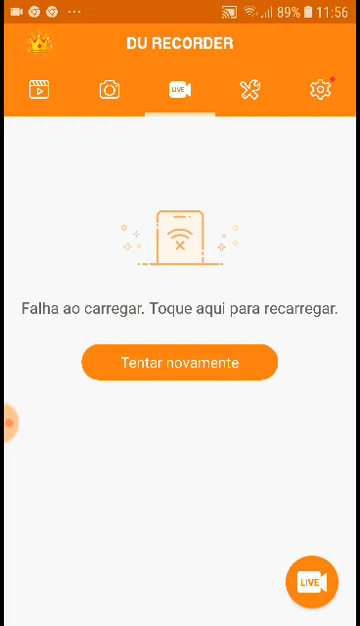 89% 11:56
DU RECORDER
LIVE
Falha ao carregar. Toque aqui para recarregar.
Tentar novamente
LIVE